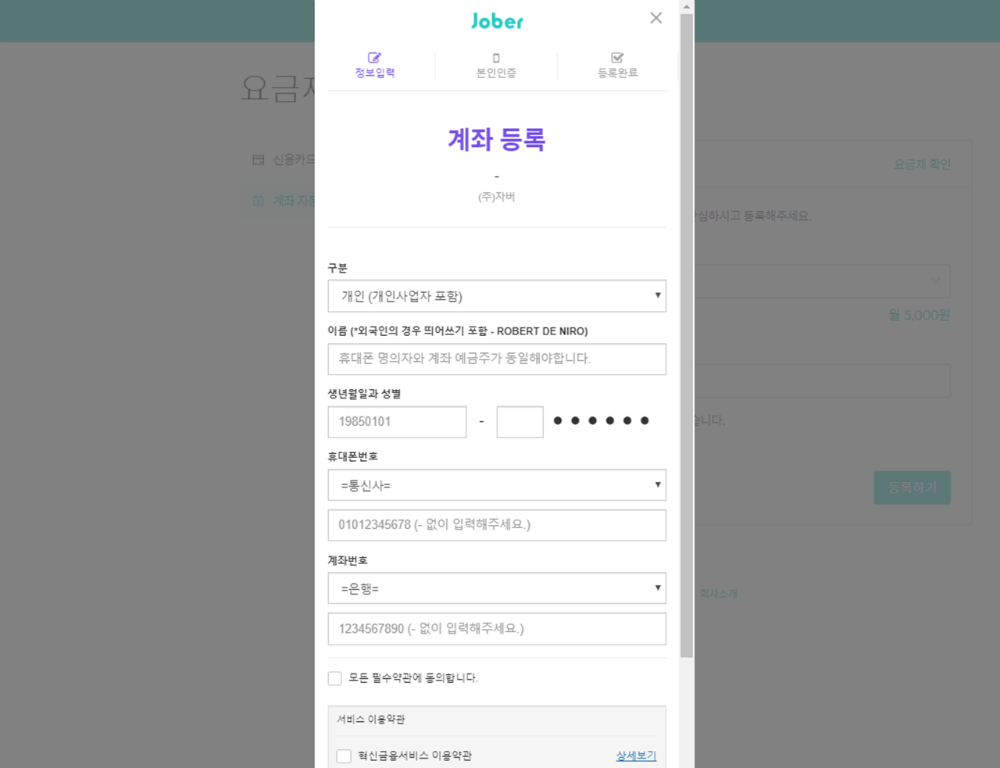 Jober
정보입력
본인인증
등록완료
요금제
계좌 등록
-
(주)자버
신용카드
계좌 자동
요금제 확인
심하시고 등록해주세요.
월 5,000원
습니다.
등록하기
회사소개
구분
개인 (개인사업자 포함)
이름 (*외국인의 경우 띄어쓰기 포함 - ROBERT DE NIRO)
휴대폰 명의자와 계좌 예금주가 동일해야합니다.
생년월일과 성별
19850101 - ●●●●●●
휴대폰번호
=통신사=
01012345678 (- 없이 입력해주세요.)
계좌번호
=은행=
1234567890 (- 없이 입력해주세요.)
모든 필수약관에 동의합니다.
서비스 이용약관
혁신금융서비스 이용약관 상세보기